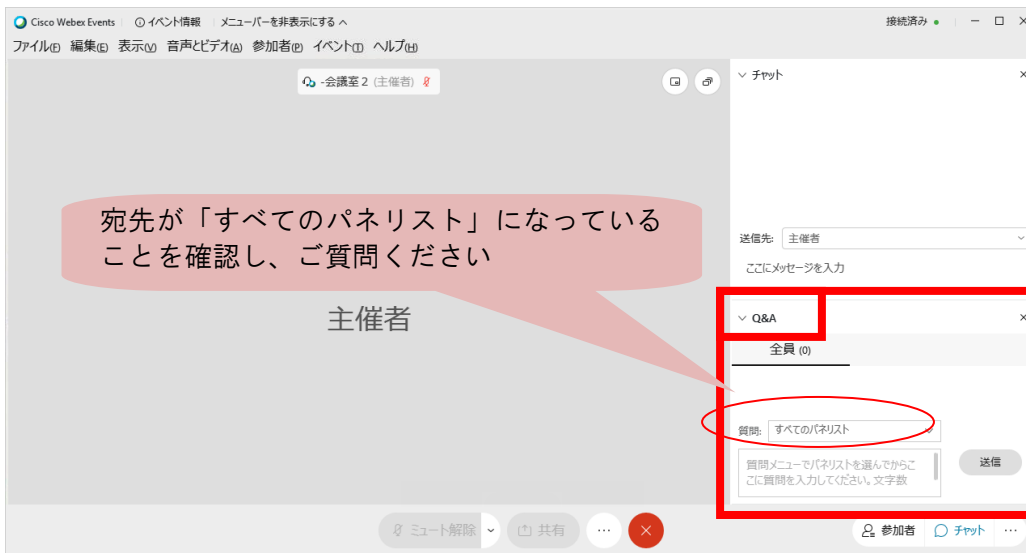 Cisco Webex Events ⓘ イベント情報 メニューバーを非表示にする へ 接続済み
ファイル(F) 編集(E) 表示(V) 音声とビデオ(A) 参加者(P) イベント(T) ヘルプ(H)
-会議室 2 (主催者)
チャット
宛先が「すべてのパネリスト」になっている
ことを確認し、ご質問ください
主催者
送信先: 主催者
ここにメッセージを入力
Q&A
全員 (0)
質問: すべてのパネリスト
質問メニューでパネリストを選んでからこ
こに質問を入力してください。文字数
送信
ミュート解除 共有 … 参加者 チャット …